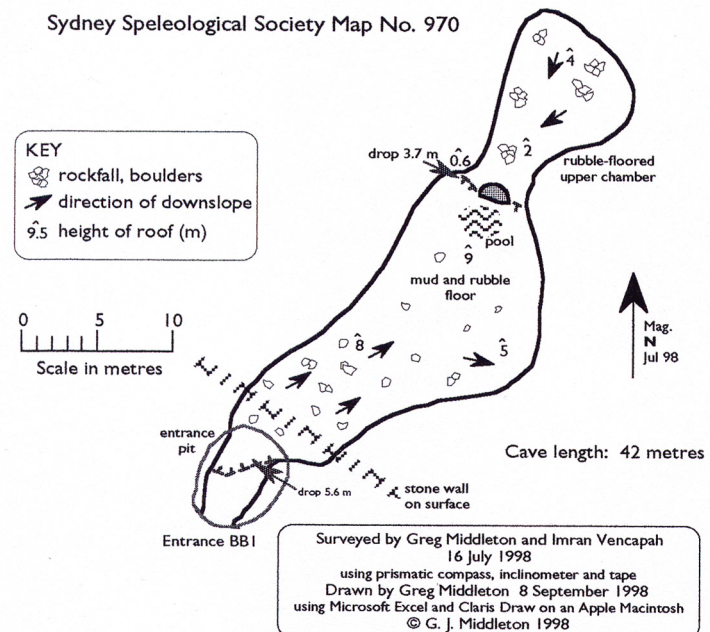 Sydney Speleological Society Map No. 970
4
drop 3.7 m
0.6
2
rubble-floored
upper chamber
KEY
rockfall, boulders
direction of downslope
9.5 height of roof (m)
pool
9
mud and rubble
floor
0 5 10
Scale in metres
8
5
Mag.
N
Jul 98
entrance
pit
Cave length: 42 metres
drop 5.6 m
stone wall
on surface
Entrance BB1
Surveyed by Greg Middleton and Imran Vencapah
16 July 1998
using prismatic compass, inclinometer and tape
Drawn by Greg Middleton 8 September 1998
using Microsoft Excel and Claris Draw on an Apple Macintosh
© G. J. Middleton 1998